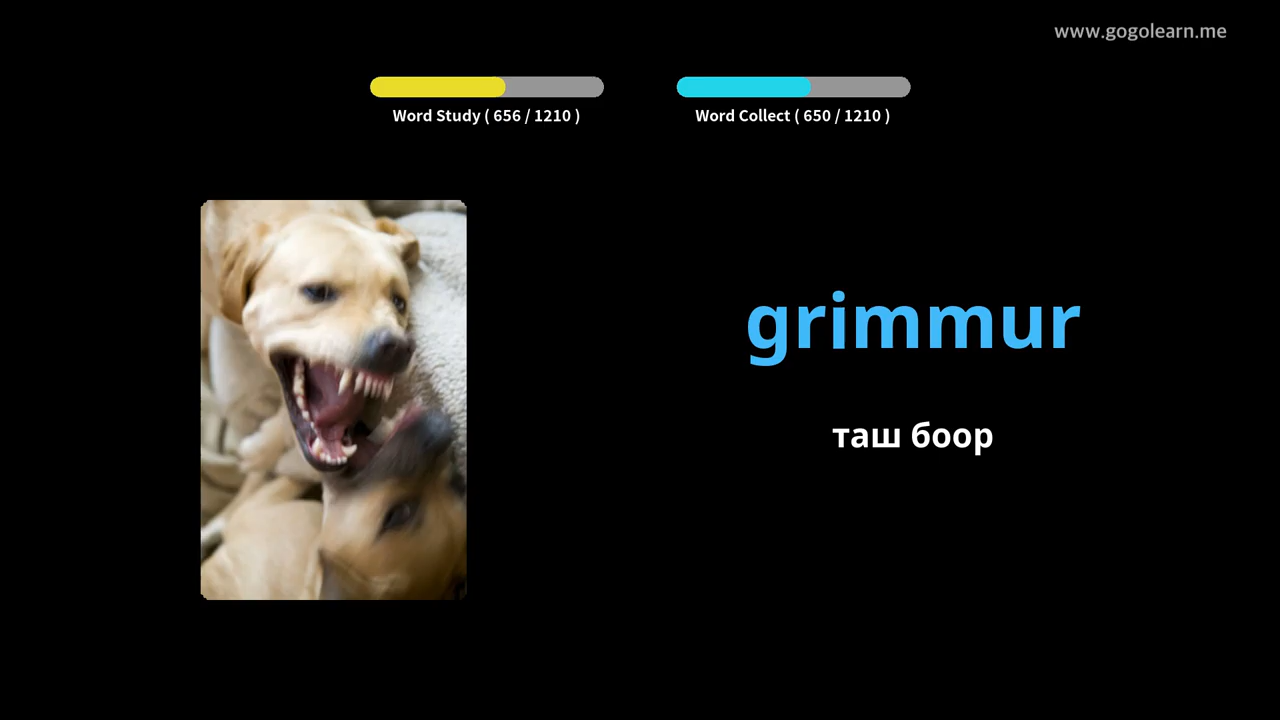 www.gogolearn.me
Word Study ( 656 / 1210 )
Word Collect ( 650 / 1210 )
grimmur
таш боор